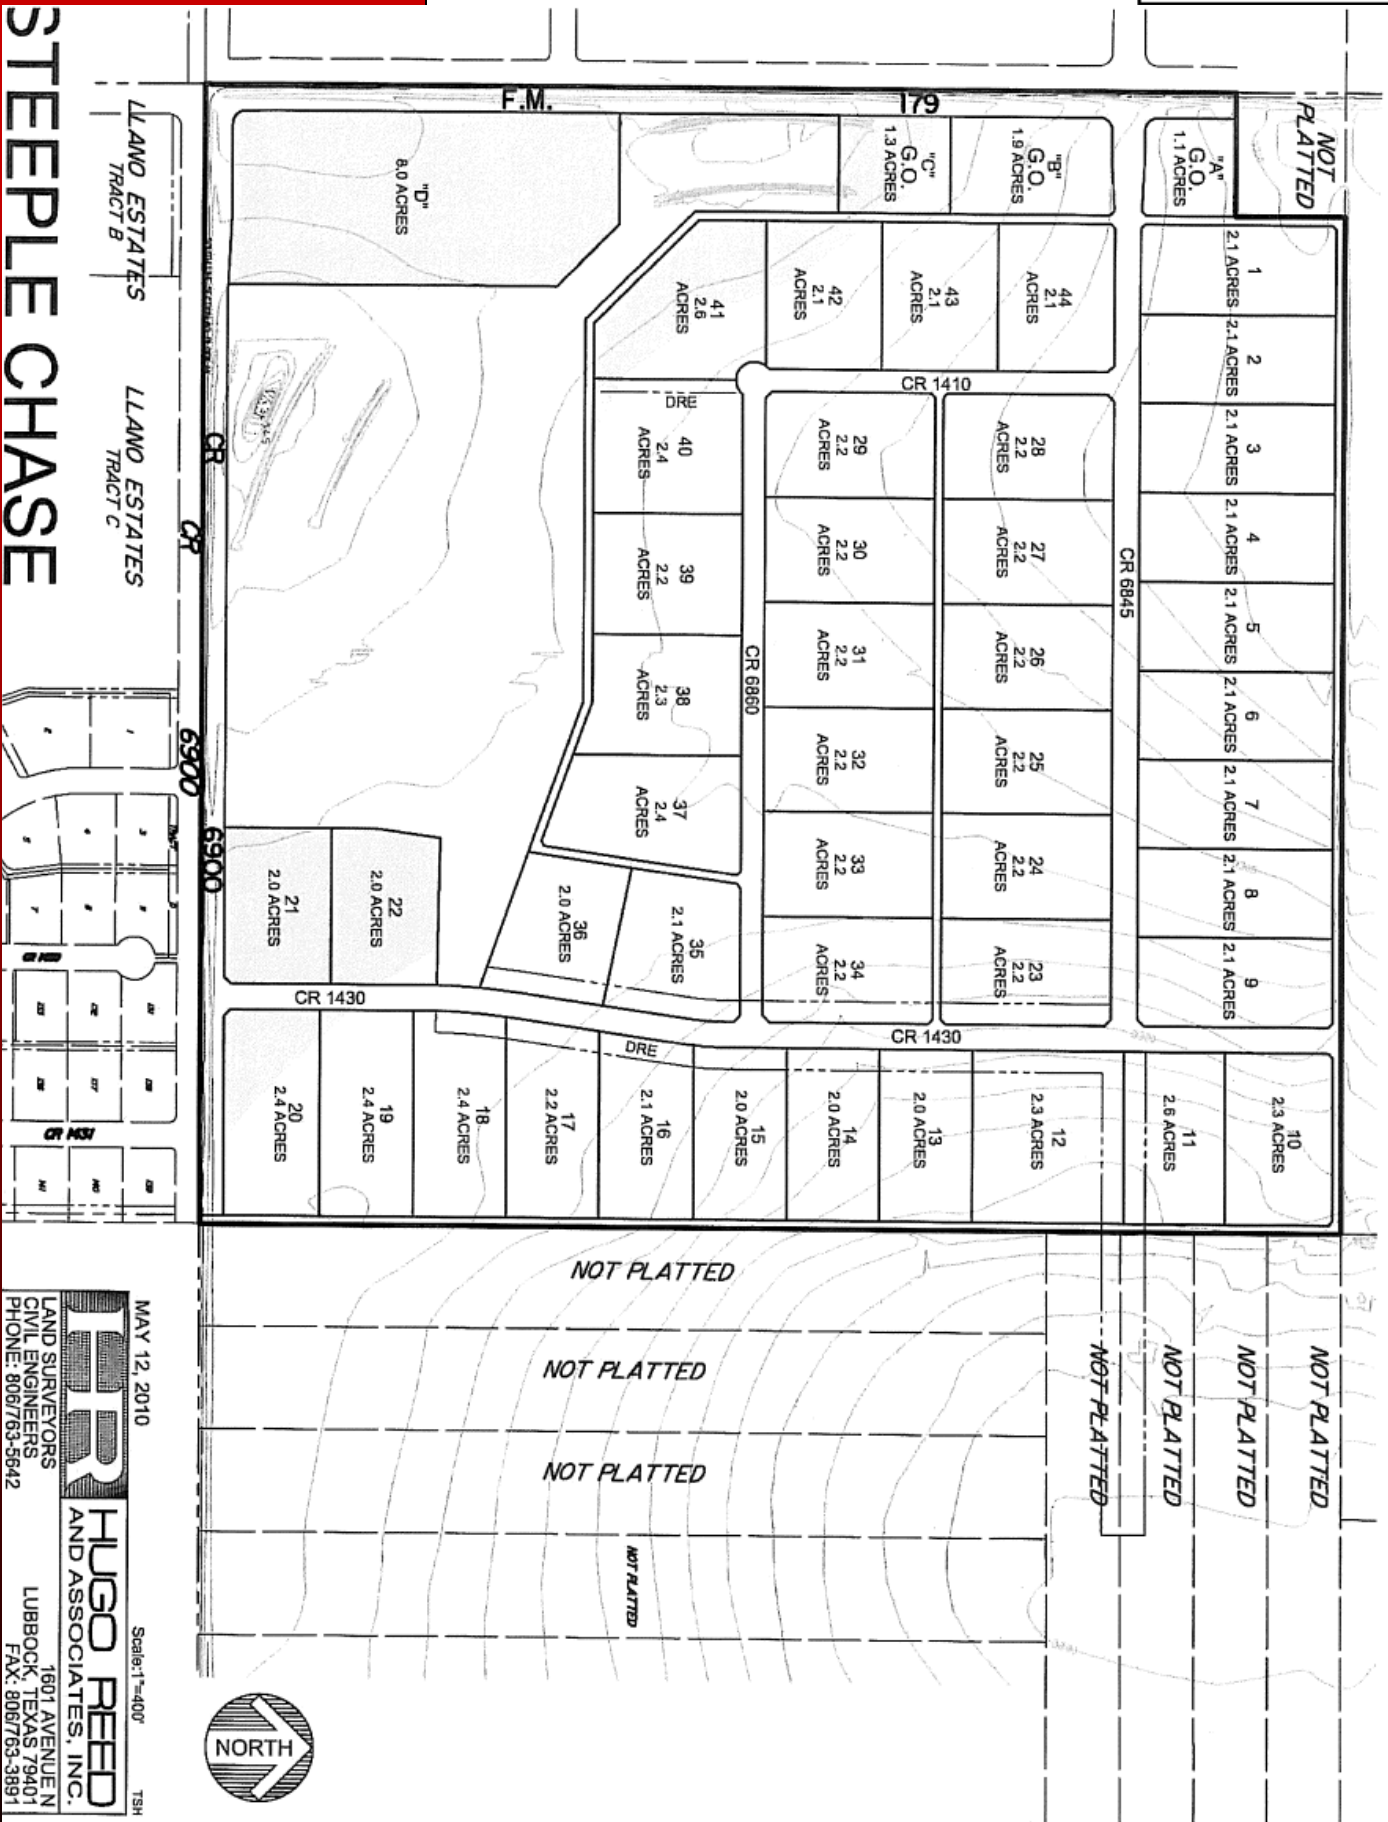 STEEPLE CHASE
LLANO ESTATES
TRACT B
LLANO ESTATES
TRACT C
F.M.
179
NOT
PLATTED
"A"
G.O.
1.1 ACRES
"B"
G.O.
1.9 ACRES
"C"
G.O.
1.3 ACRES
"D"
8.0 ACRES
1
2.1 ACRES
2
2.1 ACRES
3
2.1 ACRES
4
2.1 ACRES
5
2.1 ACRES
6
2.1 ACRES
7
2.1 ACRES
8
2.1 ACRES
9
2.1 ACRES
10
2.3 ACRES
11
2.6 ACRES
12
2.3 ACRES
13
2.0 ACRES
14
2.0 ACRES
15
2.0 ACRES
16
2.1 ACRES
17
2.2 ACRES
18
2.4 ACRES
19
2.4 ACRES
20
2.4 ACRES
21
2.0 ACRES
22
2.0 ACRES
23
2.2
ACRES
24
2.2
ACRES
25
2.2
ACRES
26
2.2
ACRES
27
2.2
ACRES
28
2.2
ACRES
29
2.2
ACRES
30
2.2
ACRES
31
2.2
ACRES
32
2.2
ACRES
33
2.2
ACRES
34
2.2
ACRES
35
2.1 ACRES
36
2.0 ACRES
37
2.4
ACRES
38
2.3
ACRES
39
2.2
ACRES
40
2.4
ACRES
41
2.6
ACRES
42
2.1
ACRES
43
2.1
ACRES
44
2.1
ACRES
CR 1410
DRE
CR 6845
CR 6860
CR 1430
CR 1430
DRE
CR
CR
6900
6900
CR 1431
NOT PLATTED
NOT PLATTED
NOT PLATTED
NOT PLATTED
NOT PLATTED
NOT PLATTED
NOT PLATTED
NOT PLATTED
NORTH
MAY 12, 2010
Scale:1"=400'
TSH
HR
HUGO REED
AND ASSOCIATES, INC.
LAND SURVEYORS
CIVIL ENGINEERS
PHONE: 806/763-5642
1601 AVENUE N
LUBBOCK, TEXAS 79401
FAX: 806/763-3891